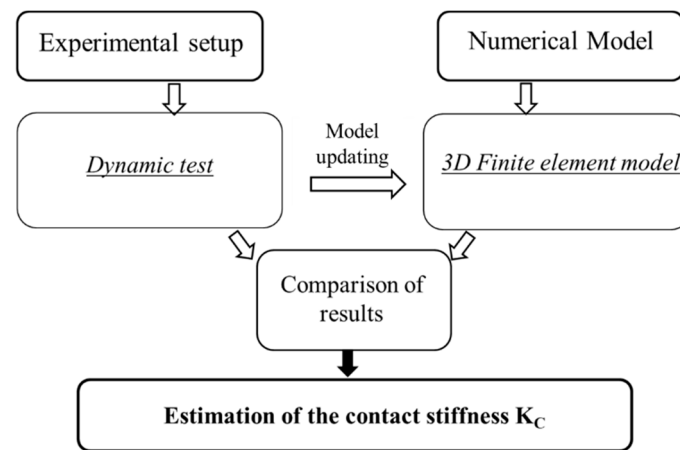 Experimental setup
Numerical Model
Dynamic test
Model
updating
3D Finite element model
Comparison of
results
Estimation of the contact stiffness K_C